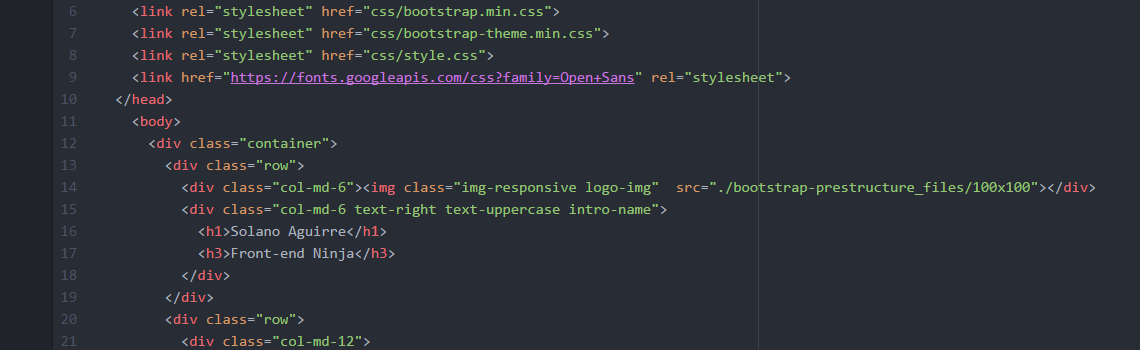 6 <link rel="stylesheet" href="css/bootstrap.min.css">
7 <link rel="stylesheet" href="css/bootstrap-theme.min.css">
8 <link rel="stylesheet" href="css/style.css">
9 <link href="https://fonts.googleapis.com/css?family=Open+Sans" rel="stylesheet">
10 </head>
11 <body>
12 <div class="container">
13 <div class="row">
14 <div class="col-md-6"><img class="img-responsive logo-img"  src="./bootstrap-prestructure_files/100x100"></div>
15 <div class="col-md-6 text-right text-uppercase intro-name">
16 <h1>Solano Aguirre</h1>
17 <h3>Front-end Ninja</h3>
18 </div>
19 </div>
20 <div class="row">
21 <div class="col-md-12">